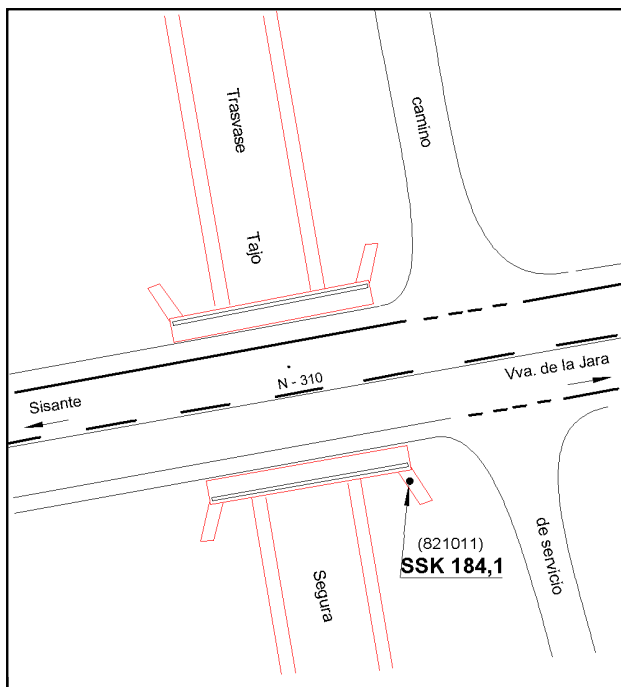 Trasvase
camino
Tajo
Vva. de la Jara
N - 310
Sisante
(821011)
SSK 184,1
Segura
de servicio